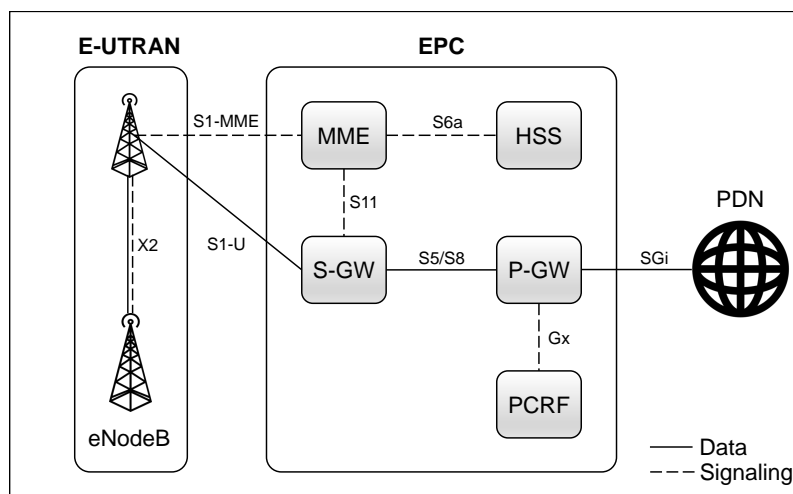 E-UTRAN
EPC
S1-MME
MME
S6a
HSS
S11
PDN
X2
S1-U
S-GW
S5/S8
P-GW
SGi
Gx
PCRF
eNodeB
Data
Signaling